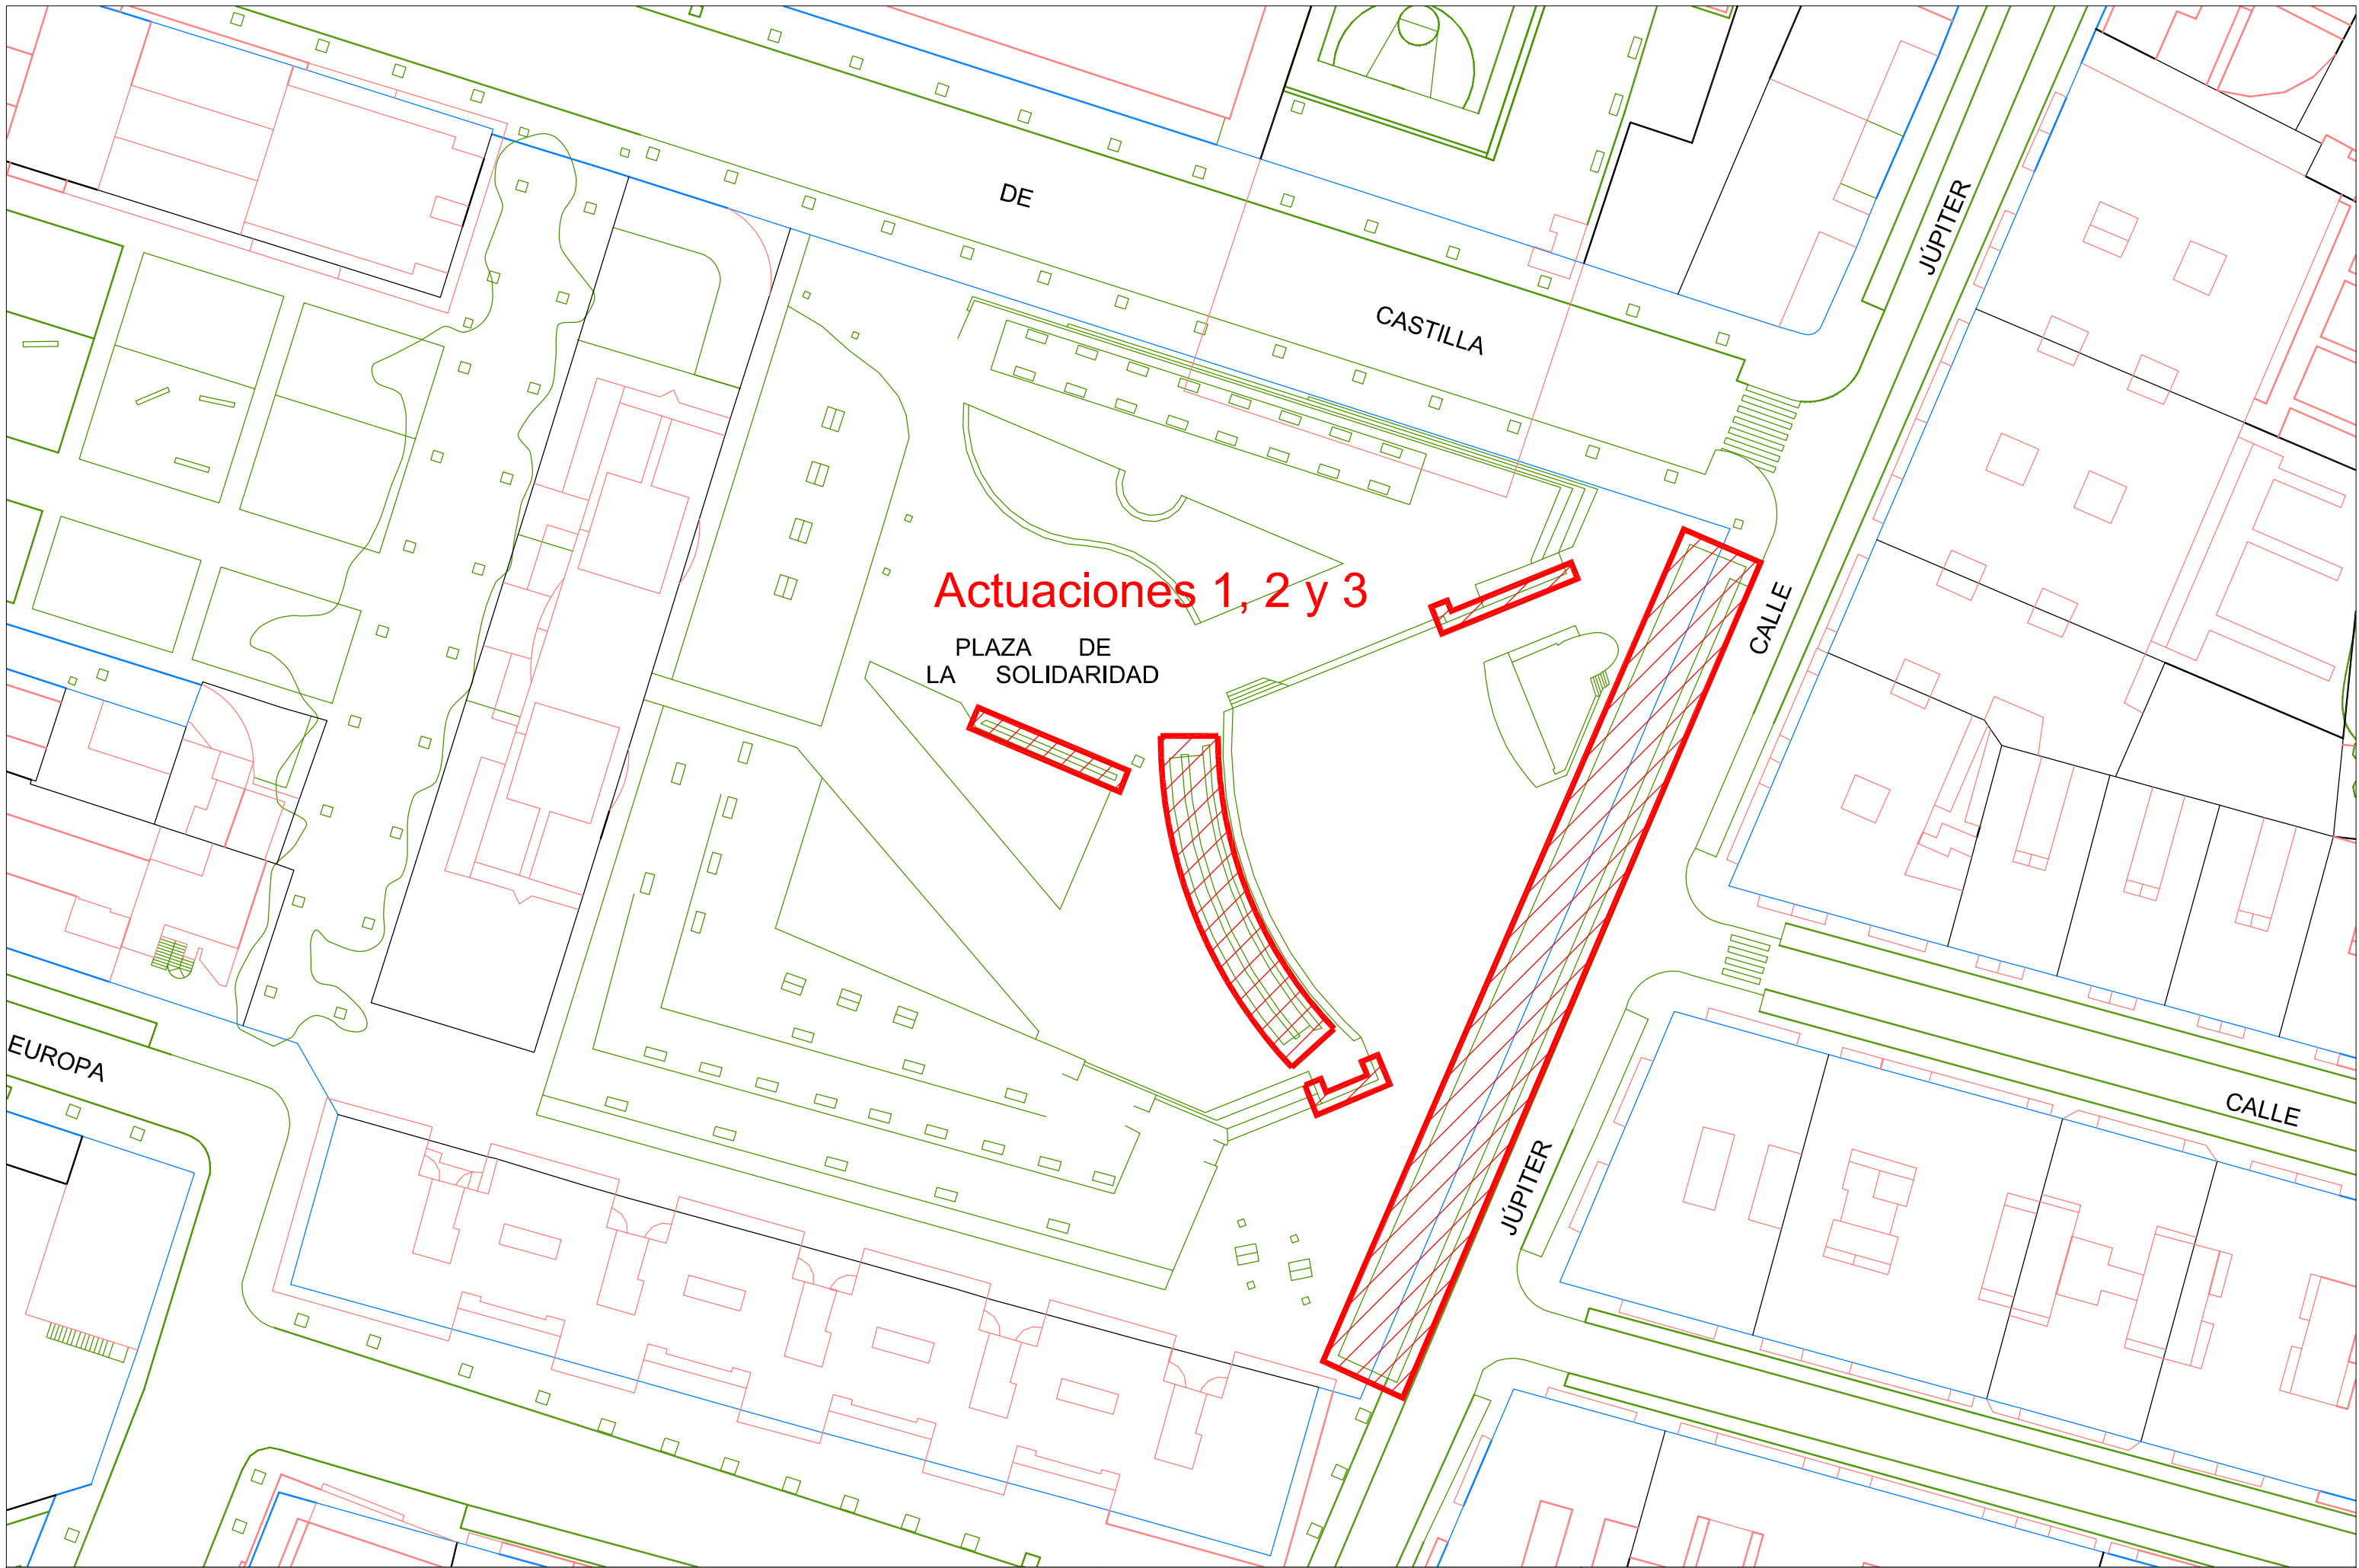 DE
JÚPITER
CASTILLA
Actuaciones 1, 2 y 3
CALLE
PLAZA DE
LA SOLIDARIDAD
EUROPA
CALLE
JÚPITER